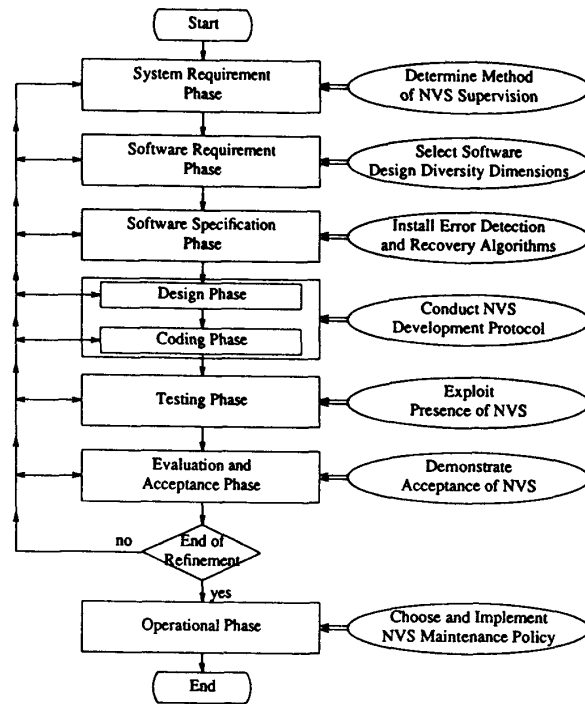 Start
System Requirement
Phase
Determine Method
of NVS Supervision
Software Requirement
Phase
Select Software
Design Diversity Dimensions
Software Specification
Phase
Install Error Detection
and Recovery Algorithms
Design Phase
Coding Phase
Conduct NVS
Development Protocol
Testing Phase
Exploit
Presence of NVS
Evaluation and
Acceptance Phase
Demonstrate
Acceptance of NVS
no
End of
Refinement
yes
Operational Phase
Choose and Implement
NVS Maintenance Policy
End